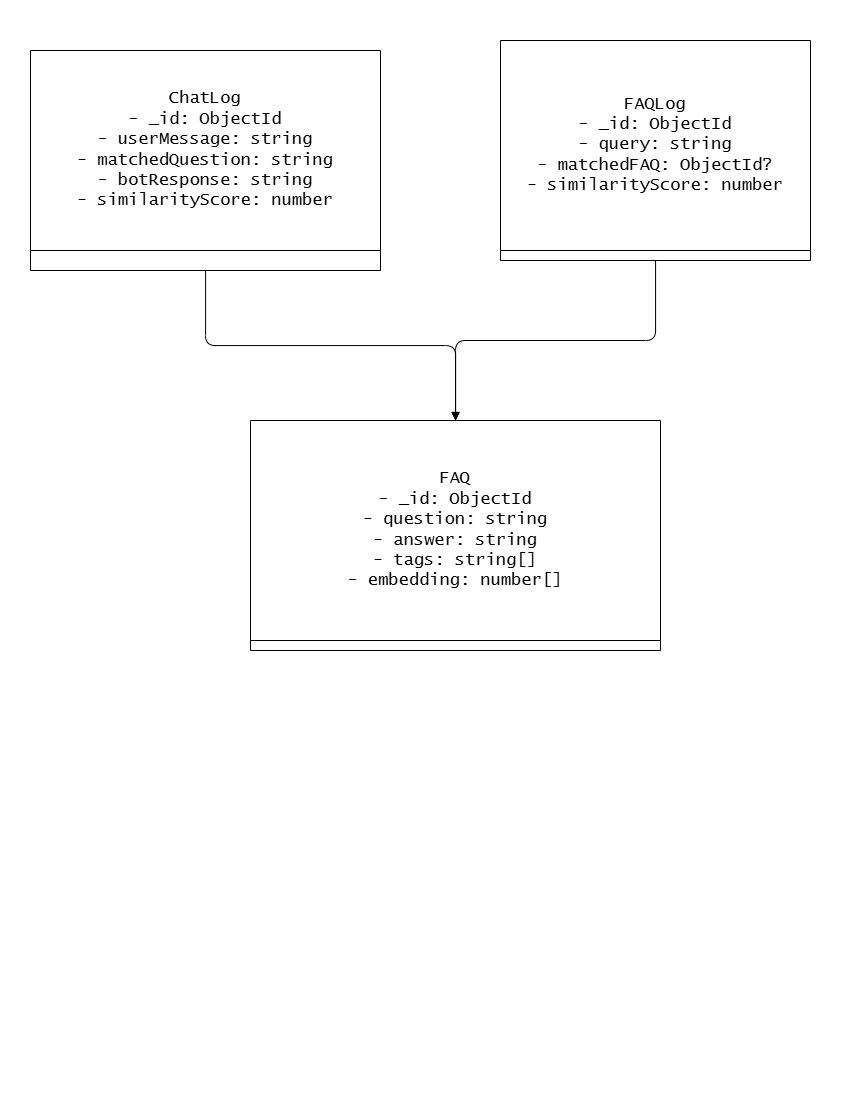 ChatLog
- _id: ObjectId
- userMessage: string
- matchedQuestion: string
- botResponse: string
- similarityScore: number
FAQLog
- _id: ObjectId
- query: string
- matchedFAQ: ObjectId?
- similarityScore: number
FAQ
- _id: ObjectId
- question: string
- answer: string
- tags: string[]
- embedding: number[]